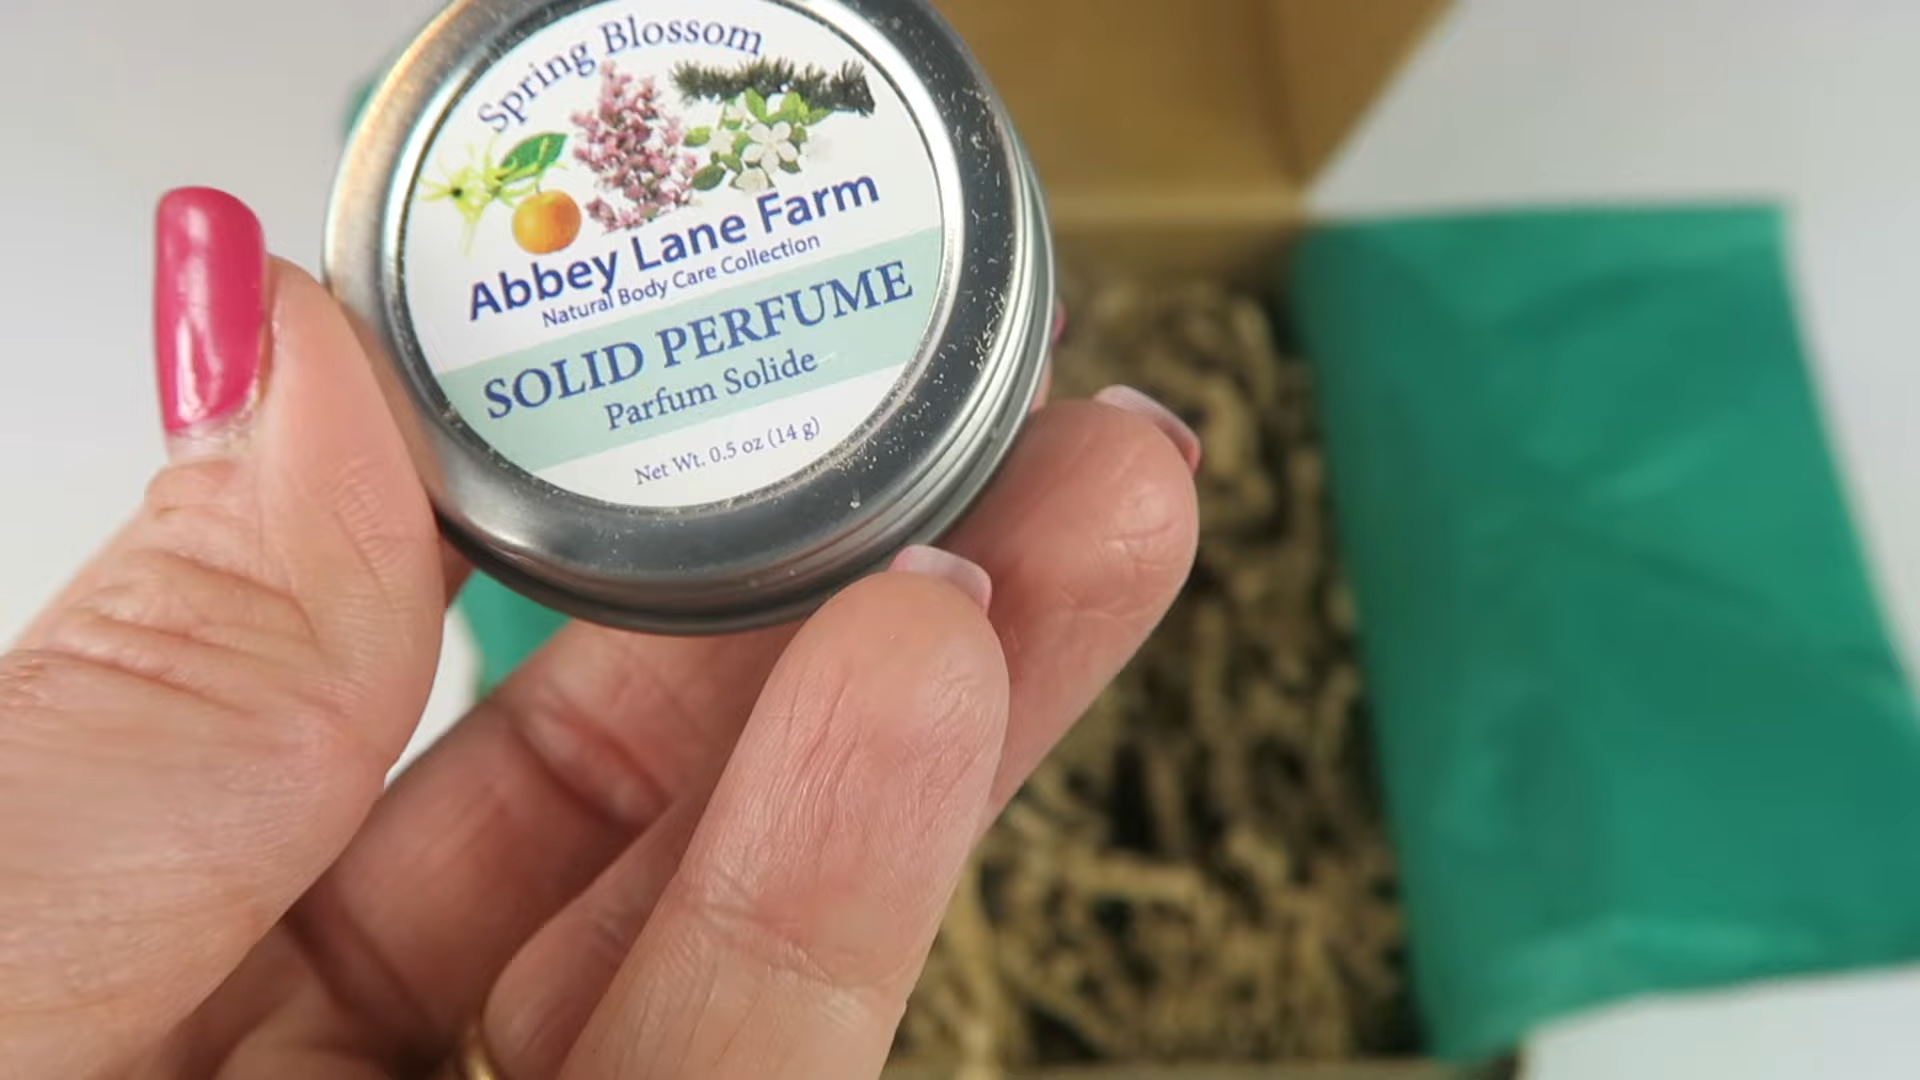 Spring Blossom
Abbey Lane Farm
Natural Body Care Collection
SOLID PERFUME
Parfum Solide
Net Wt. 0.5 oz (14 g)